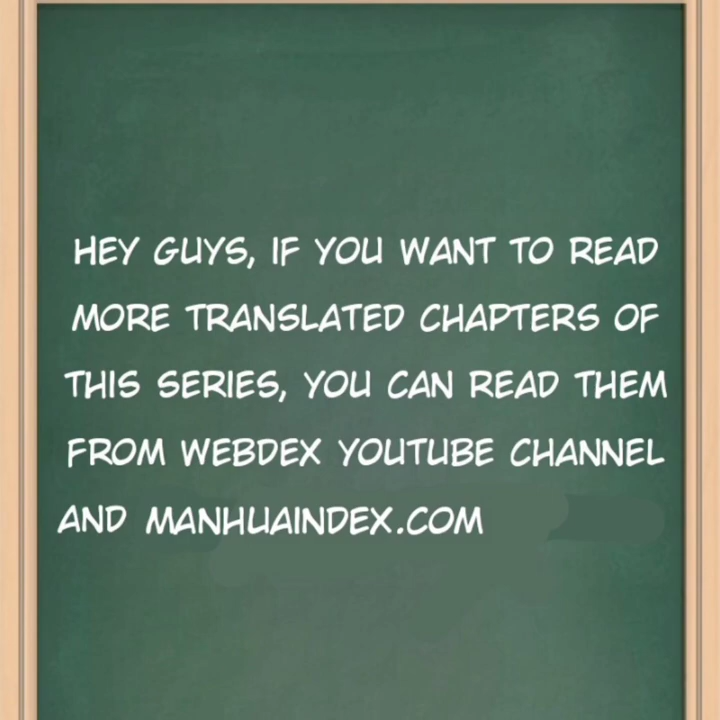 HEY GUYS, IF YOU WANT TO READ
MORE TRANSLATED CHAPTERS OF
THIS SERIES, YOU CAN READ THEM
FROM WEBDEX YOUTUBE CHANNEL
AND MANHUAINDEX.COM